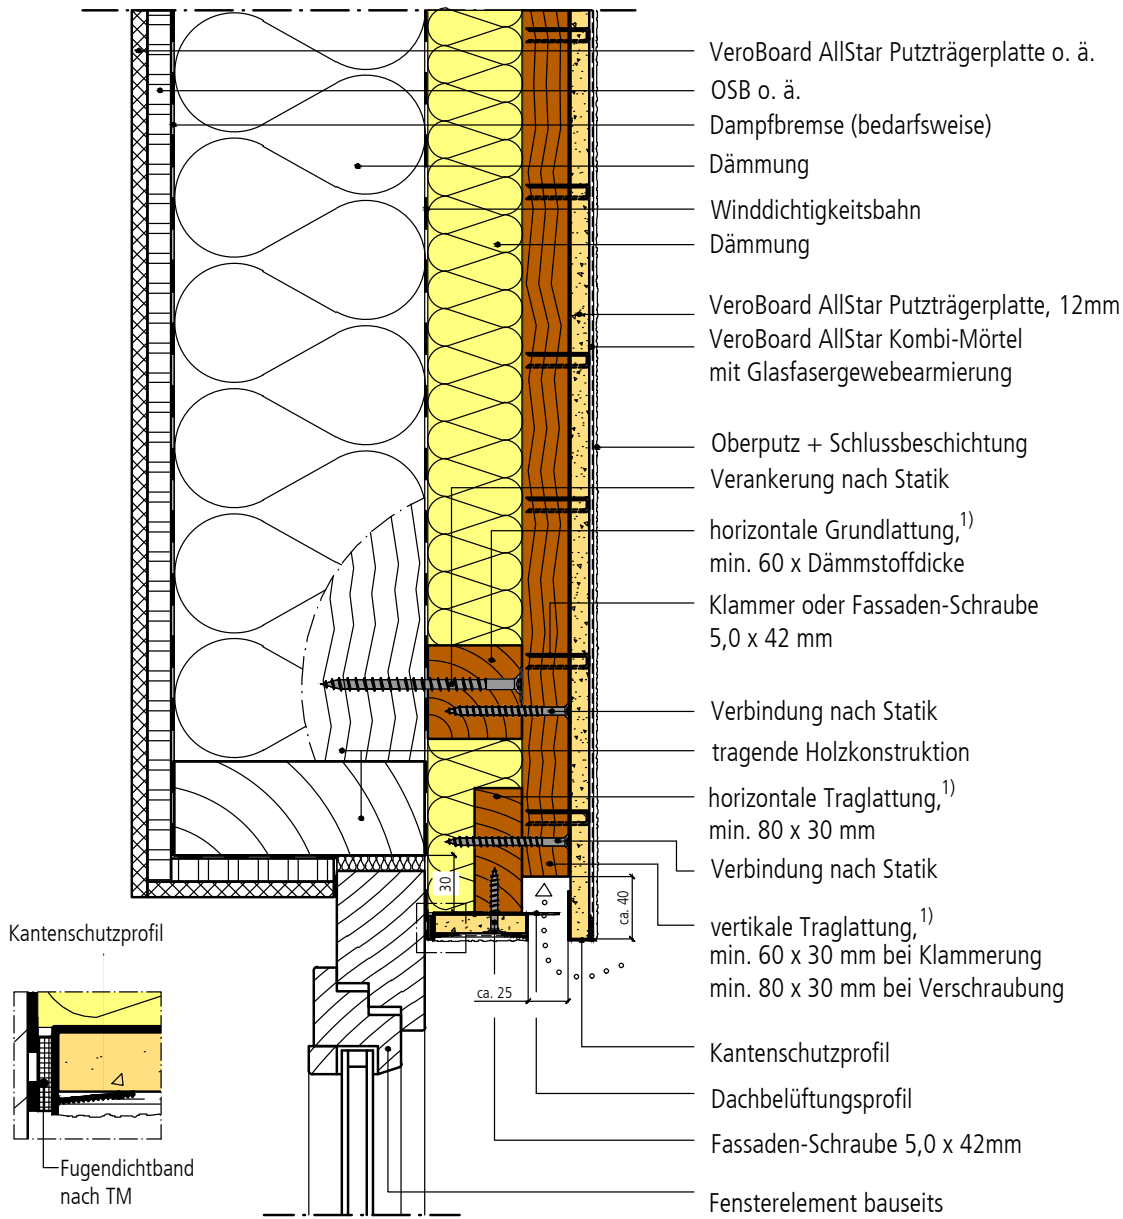 VeroBoard AllStar Putzträgerplatte o. ä.
OSB o. ä.
Dampfbremse (bedarfsweise)
Dämmung
Winddichtigkeitsbahn
Dämmung
VeroBoard AllStar Putzträgerplatte, 12mm
VeroBoard AllStar Kombi-Mörtel
mit Glasfasergewebearmierung
Oberputz + Schlussbeschichtung
Verankerung nach Statik
horizontale Grundlattung,1)
min. 60 x Dämmstoffdicke
Klammer oder Fassaden-Schraube
5,0 x 42 mm
Verbindung nach Statik
tragende Holzkonstruktion
horizontale Traglattung,1)
min. 80 x 30 mm
Verbindung nach Statik
vertikale Traglattung,1)
min. 60 x 30 mm bei Klammerung
min. 80 x 30 mm bei Verschraubung
Kantenschutzprofil
Dachbelüftungsprofil
Fassaden-Schraube 5,0 x 42mm
Fensterelement bauseits
30
ca. 40
ca. 25
Kantenschutzprofil
Fugendichtband
nach TM